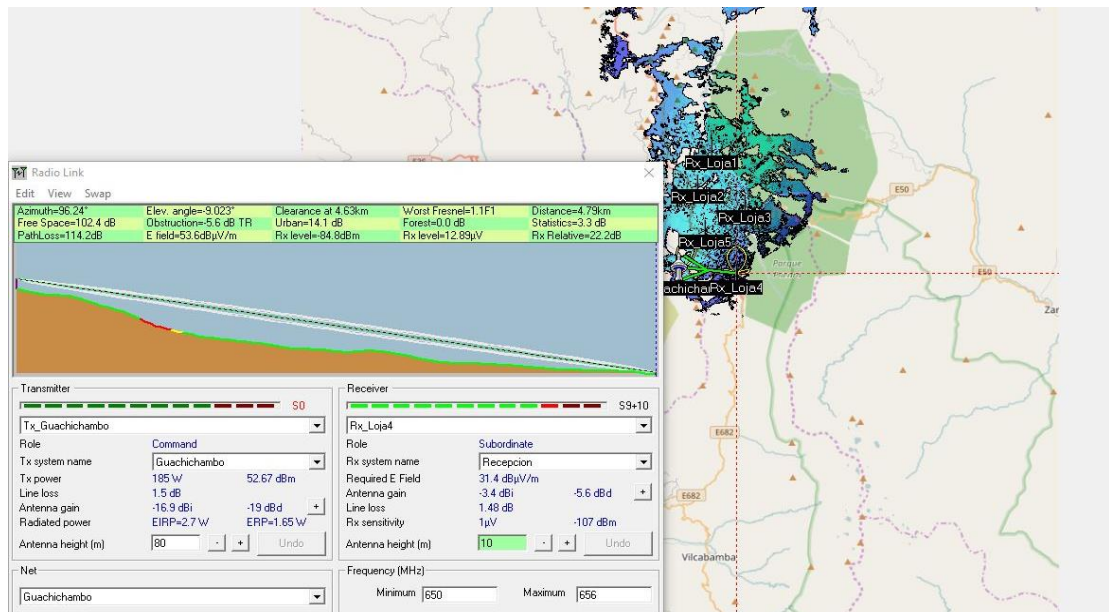 Radio Link
Edit View Swap
Azimuth=96.24° Elev. angle=-9.023° Clearance at 4.63km Worst Fresnel=1.1F1 Distance=4.79km
Free Space=102.4 dB Obstruction=-5.6 dB TR Urban=14.1 dB Forest=0.0 dB Statistics=3.3 dB
PathLoss=114.2dB E field=53.6dBµV/m Rx level=-84.8dBm Rx level=12.89µV Rx Relative=22.2dB
Transmitter
S0
Tx_Guachichambo
Role Command
Tx system name Guachichambo
Tx power 185 W 52.67 dBm
Line loss 1.5 dB
Antenna gain -16.9 dBi -19 dBd +
Radiated power EIRP=2.7 W ERP=1.65 W
Antenna height (m) 80 - + Undo
Net
Guachichambo
Receiver
S9+10
Rx_Loja4
Role Subordinate
Rx system name Recepcion
Required E Field 31.4 dBµV/m
Antenna gain -3.4 dBi -5.6 dBd +
Line loss 1.48 dB
Rx sensitivity 1µV -107 dBm
Antenna height (m) 10 - + Undo
Frequency (MHz)
Minimum 650 Maximum 656
Rx_Loja1
Rx_Loja2
Rx_Loja3
Rx_Loja5
Rx_Loja4
E50
Parque
E50
Zar
E682
E682
Vilcabamba